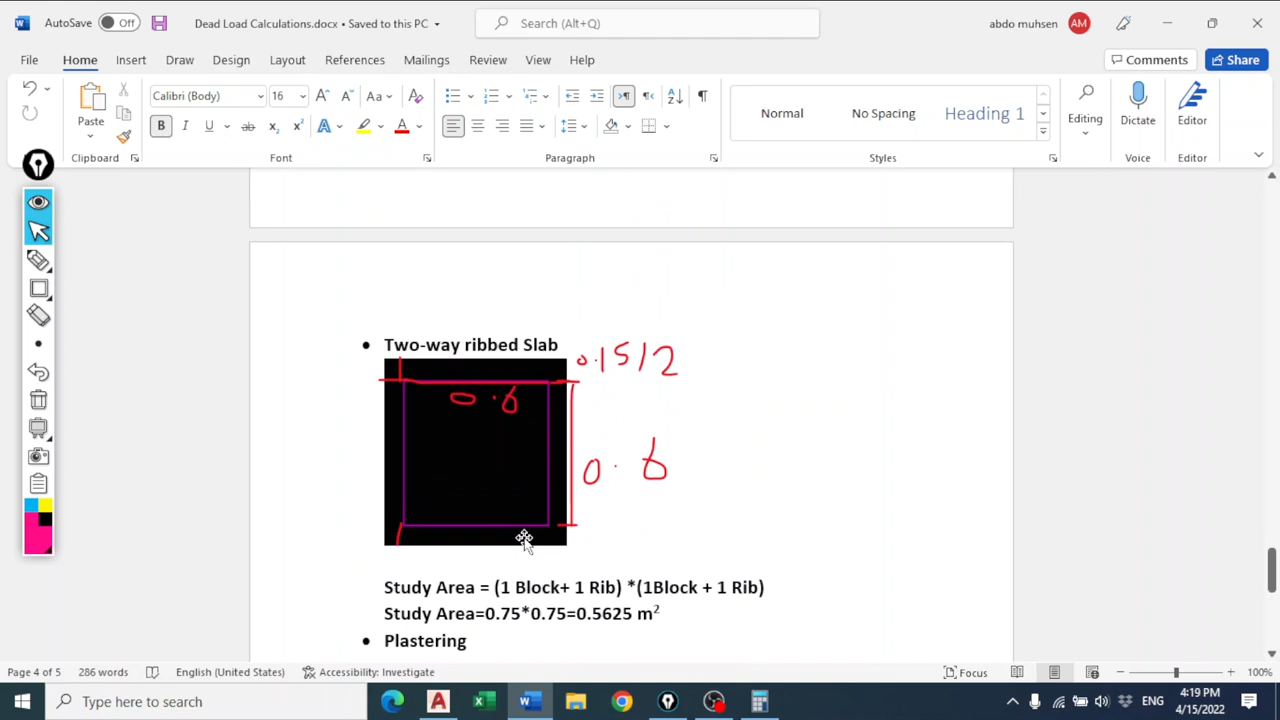 AutoSave Off Dead Load Calculations.docx • Saved to this PC Search (Alt+Q) abdo muhsen AM
File Home Insert Draw Design Layout References Mailings Review View Help Comments Share
Paste Calibri (Body) 16 Normal No Spacing Heading 1 Editing Dictate Editor
Clipboard Font Paragraph Styles Voice Editor
• Two-way ribbed Slab
0.15/2
0.6
0.6
Study Area = (1 Block+ 1 Rib) *(1Block + 1 Rib)
Study Area=0.75*0.75=0.5625 m²
• Plastering
Page 4 of 5 286 words English (United States) Accessibility: Investigate Focus 100%
Type here to search ENG 4:19 PM
4/15/2022